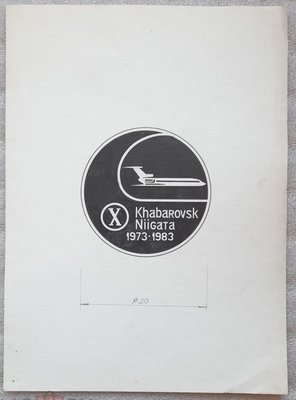 X
Khabarovsk
Niigata
1973·1983
⌀20